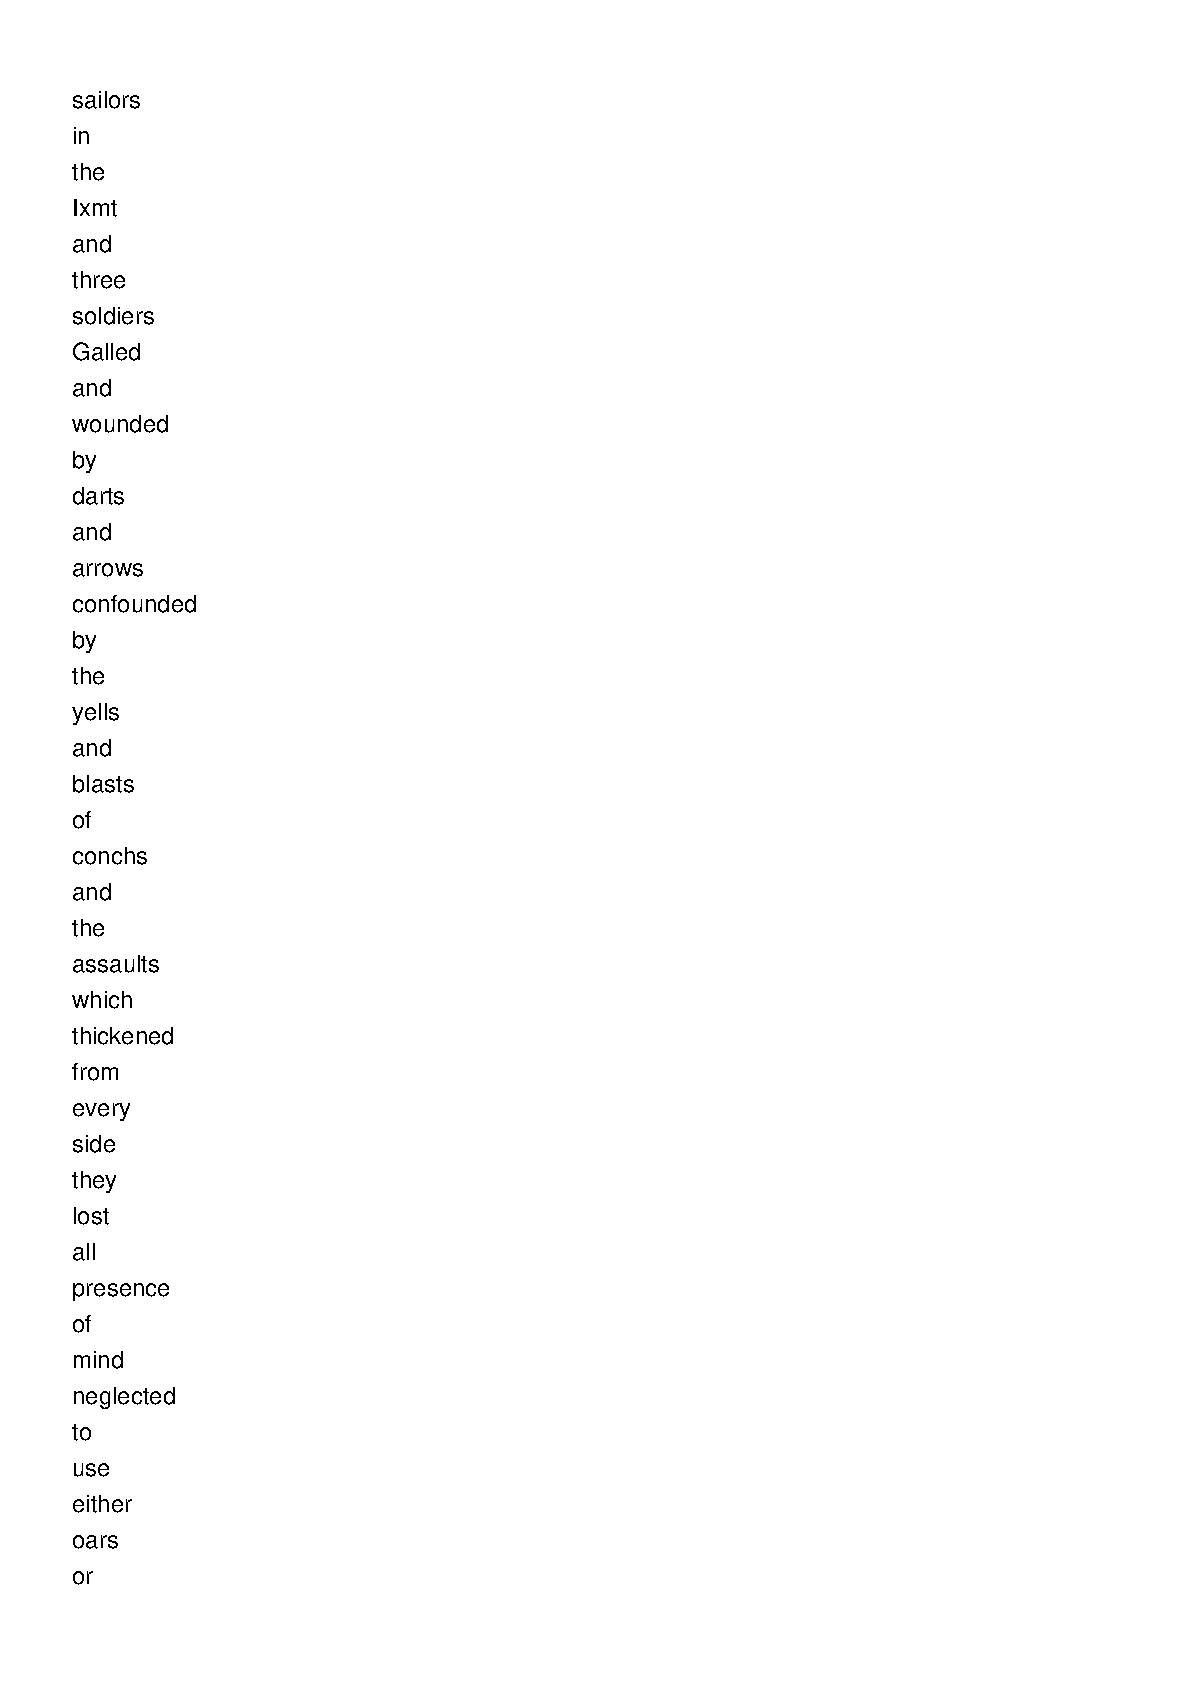 sailors
in
the
Ixmt
and
three
soldiers
Galled
and
wounded
by
darts
and
arrows
confounded
by
the
yells
and
blasts
of
conchs
and
the
assaults
which
thickened
from
every
side
they
lost
all
presence
of
mind
neglected
to
use
either
oars
or